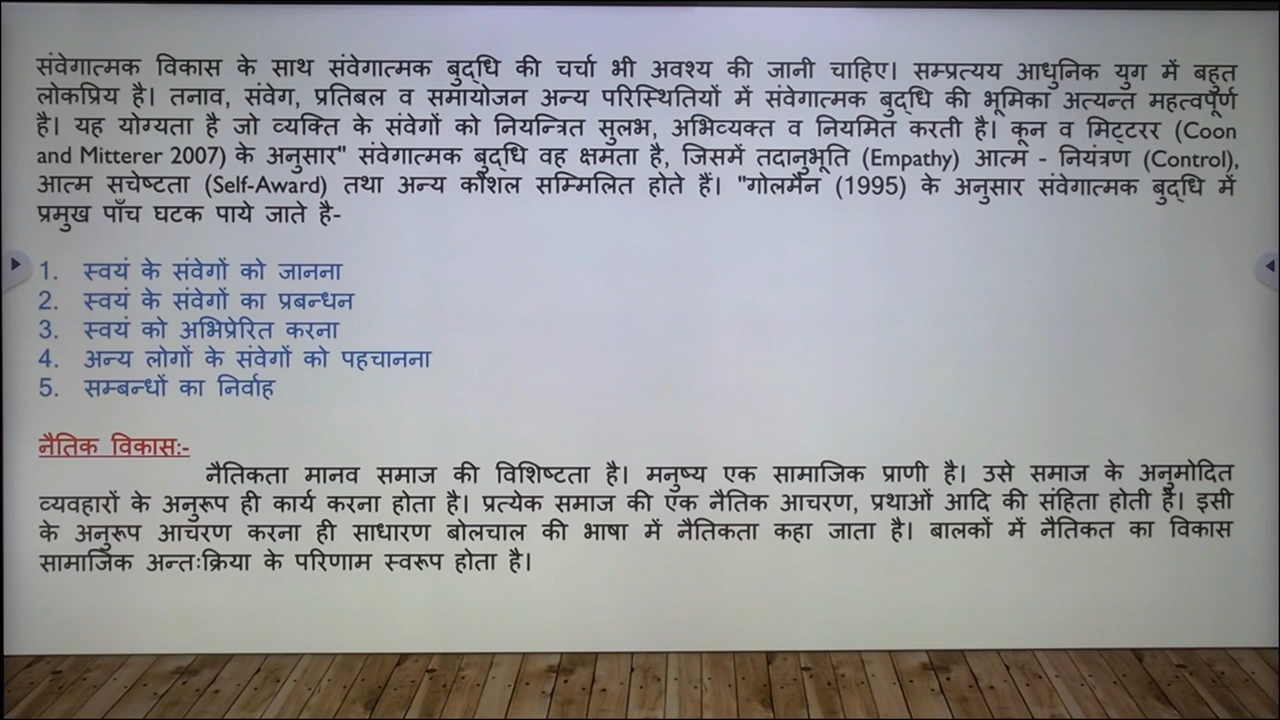 संवेगात्मक विकास के साथ संवेगात्मक बुद्धि की चर्चा भी अवश्य की जानी चाहिए। सम्प्रत्यय आधुनिक युग में बहुत
लोकप्रिय है। तनाव, संवेग, प्रतिबल व समायोजन अन्य परिस्थितियों में संवेगात्मक बुद्धि की भूमिका अत्यन्त महत्वपूर्ण
है। यह योग्यता है जो व्यक्ति के संवेगों को नियन्त्रित सुलभ, अभिव्यक्त व नियमित करती है। कून व मिट्टरर (Coon
and Mitterer 2007) के अनुसार" संवेगात्मक बुद्धि वह क्षमता है, जिसमें तदानुभूति (Empathy) आत्म - नियंत्रण (Control),
आत्म सचेष्टता (Self-Award) तथा अन्य कौशल सम्मिलित होते हैं। "गोलमैन (1995) के अनुसार संवेगात्मक बुद्धि में
प्रमुख पाँच घटक पाये जाते है-
1. स्वयं के संवेगों को जानना
2. स्वयं के संवेगों का प्रबन्धन
3. स्वयं को अभिप्रेरित करना
4. अन्य लोगों के संवेगों को पहचानना
5. सम्बन्धों का निर्वाह
नैतिक विकास:-
नैतिकता मानव समाज की विशिष्टता है। मनुष्य एक सामाजिक प्राणी है। उसे समाज के अनुमोदित
व्यवहारों के अनुरूप ही कार्य करना होता है। प्रत्येक समाज की एक नैतिक आचरण, प्रथाओं आदि की संहिता होती है। इसी
के अनुरूप आचरण करना ही साधारण बोलचाल की भाषा में नैतिकता कहा जाता है। बालकों में नैतिकत का विकास
सामाजिक अन्तःक्रिया के परिणाम स्वरूप होता है।